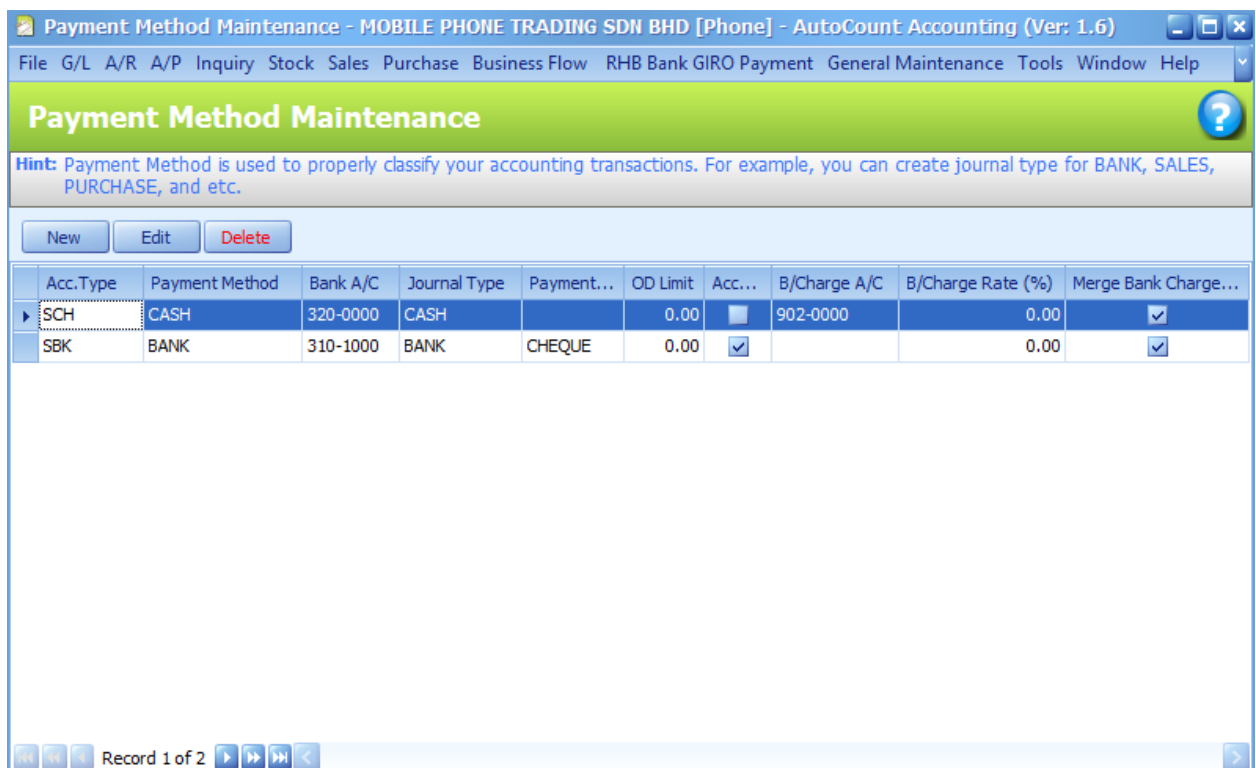 Payment Method Maintenance - MOBILE PHONE TRADING SDN BHD [Phone] - AutoCount Accounting (Ver: 1.6)
File G/L A/R A/P Inquiry Stock Sales Purchase Business Flow RHB Bank GIRO Payment General Maintenance Tools Window Help
Payment Method Maintenance
?
Hint: Payment Method is used to properly classify your accounting transactions. For example, you can create journal type for BANK, SALES,
PURCHASE, and etc.
New Edit Delete
Acc.Type Payment Method Bank A/C Journal Type Payment... OD Limit Acc... B/Charge A/C B/Charge Rate (%) Merge Bank Charge...
SCH CASH 320-0000 CASH 0.00 902-0000 0.00
SBK BANK 310-1000 BANK CHEQUE 0.00 0.00
Record 1 of 2